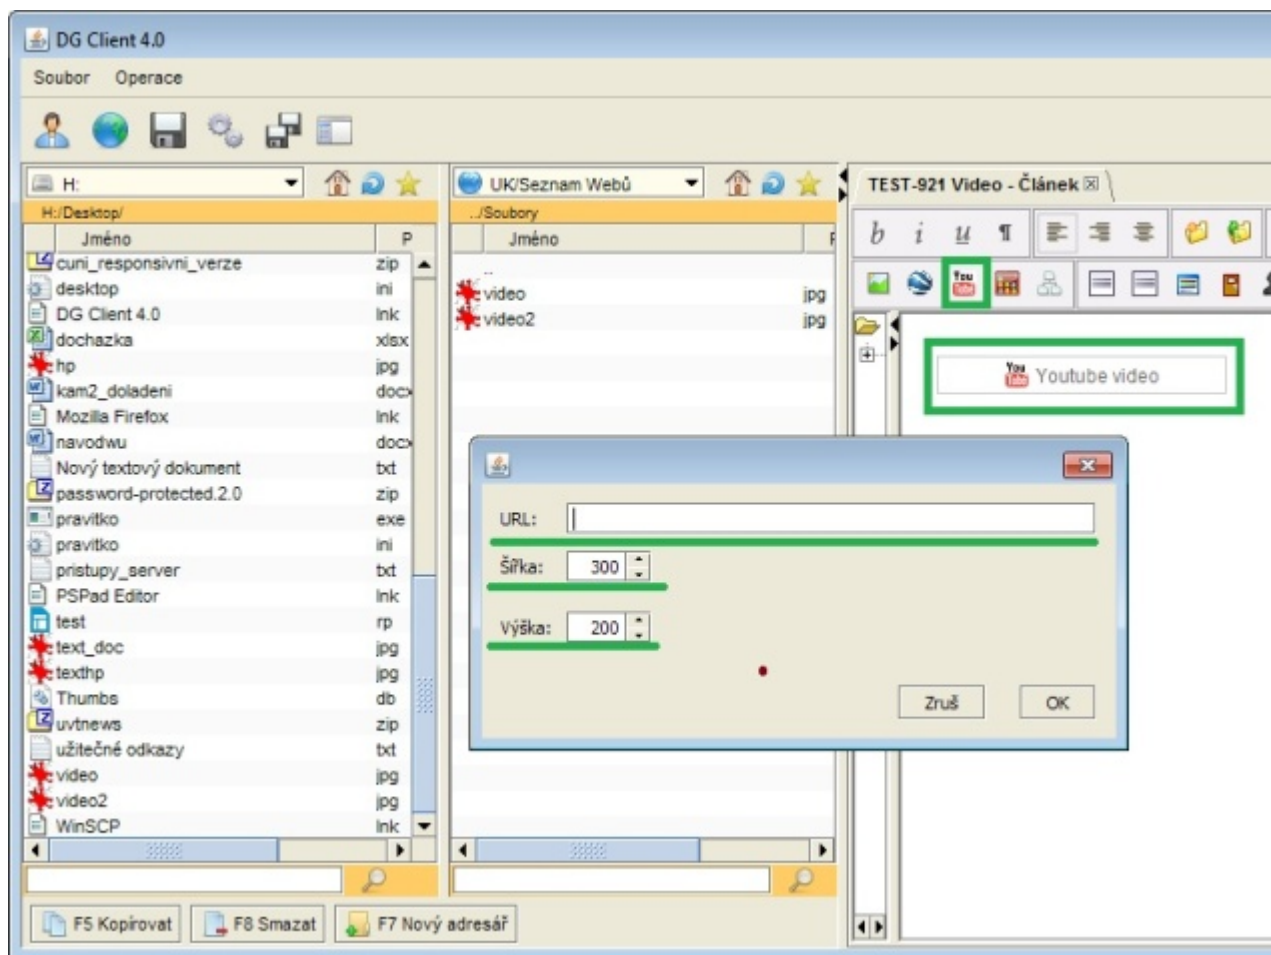 DG Client 4.0
Soubor Operace
H:
H:/Desktop/
Jméno P
cuni_responsivni_verze zip
desktop ini
DG Client 4.0 lnk
dochazka xlsx
hp jpg
kam2_doladeni docx
Mozilla Firefox lnk
navodwu docx
Nový textový dokument txt
password-protected.2.0 zip
pravitko exe
pravitko ini
pristupy_server txt
PSPad Editor lnk
test rp
text_doc jpg
texthp jpg
Thumbs db
uvtnews zip
užitečné odkazy txt
video jpg
video2 jpg
WinSCP lnk
UK/Seznam Webů
../Soubory
Jméno
..
video jpg
video2 jpg
TEST-921 Video - Článek
b i u ¶
You Tube
You Tube Youtube video
URL:
Šířka: 300
Výška: 200
Zruš OK
F5 Kopírovat F8 Smazat F7 Nový adresář